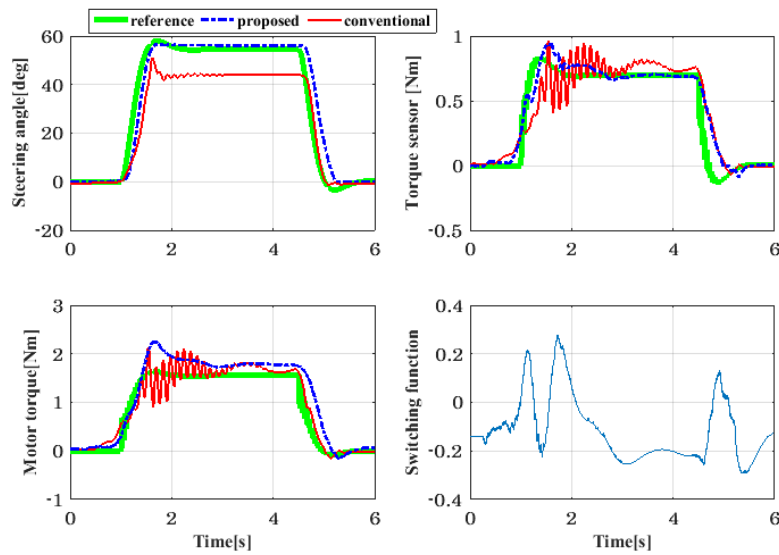 reference proposed conventional
Steering angle[deg]
60
40
20
0
-20
0 2 4 6
Torque sensor [Nm]
1
0.5
0
-0.5
0 2 4 6
Motor torque[Nm]
3
2
1
0
-1
0 2 4 6
Time[s]
Switching function
0.4
0.2
0
-0.2
-0.4
0 2 4 6
Time[s]